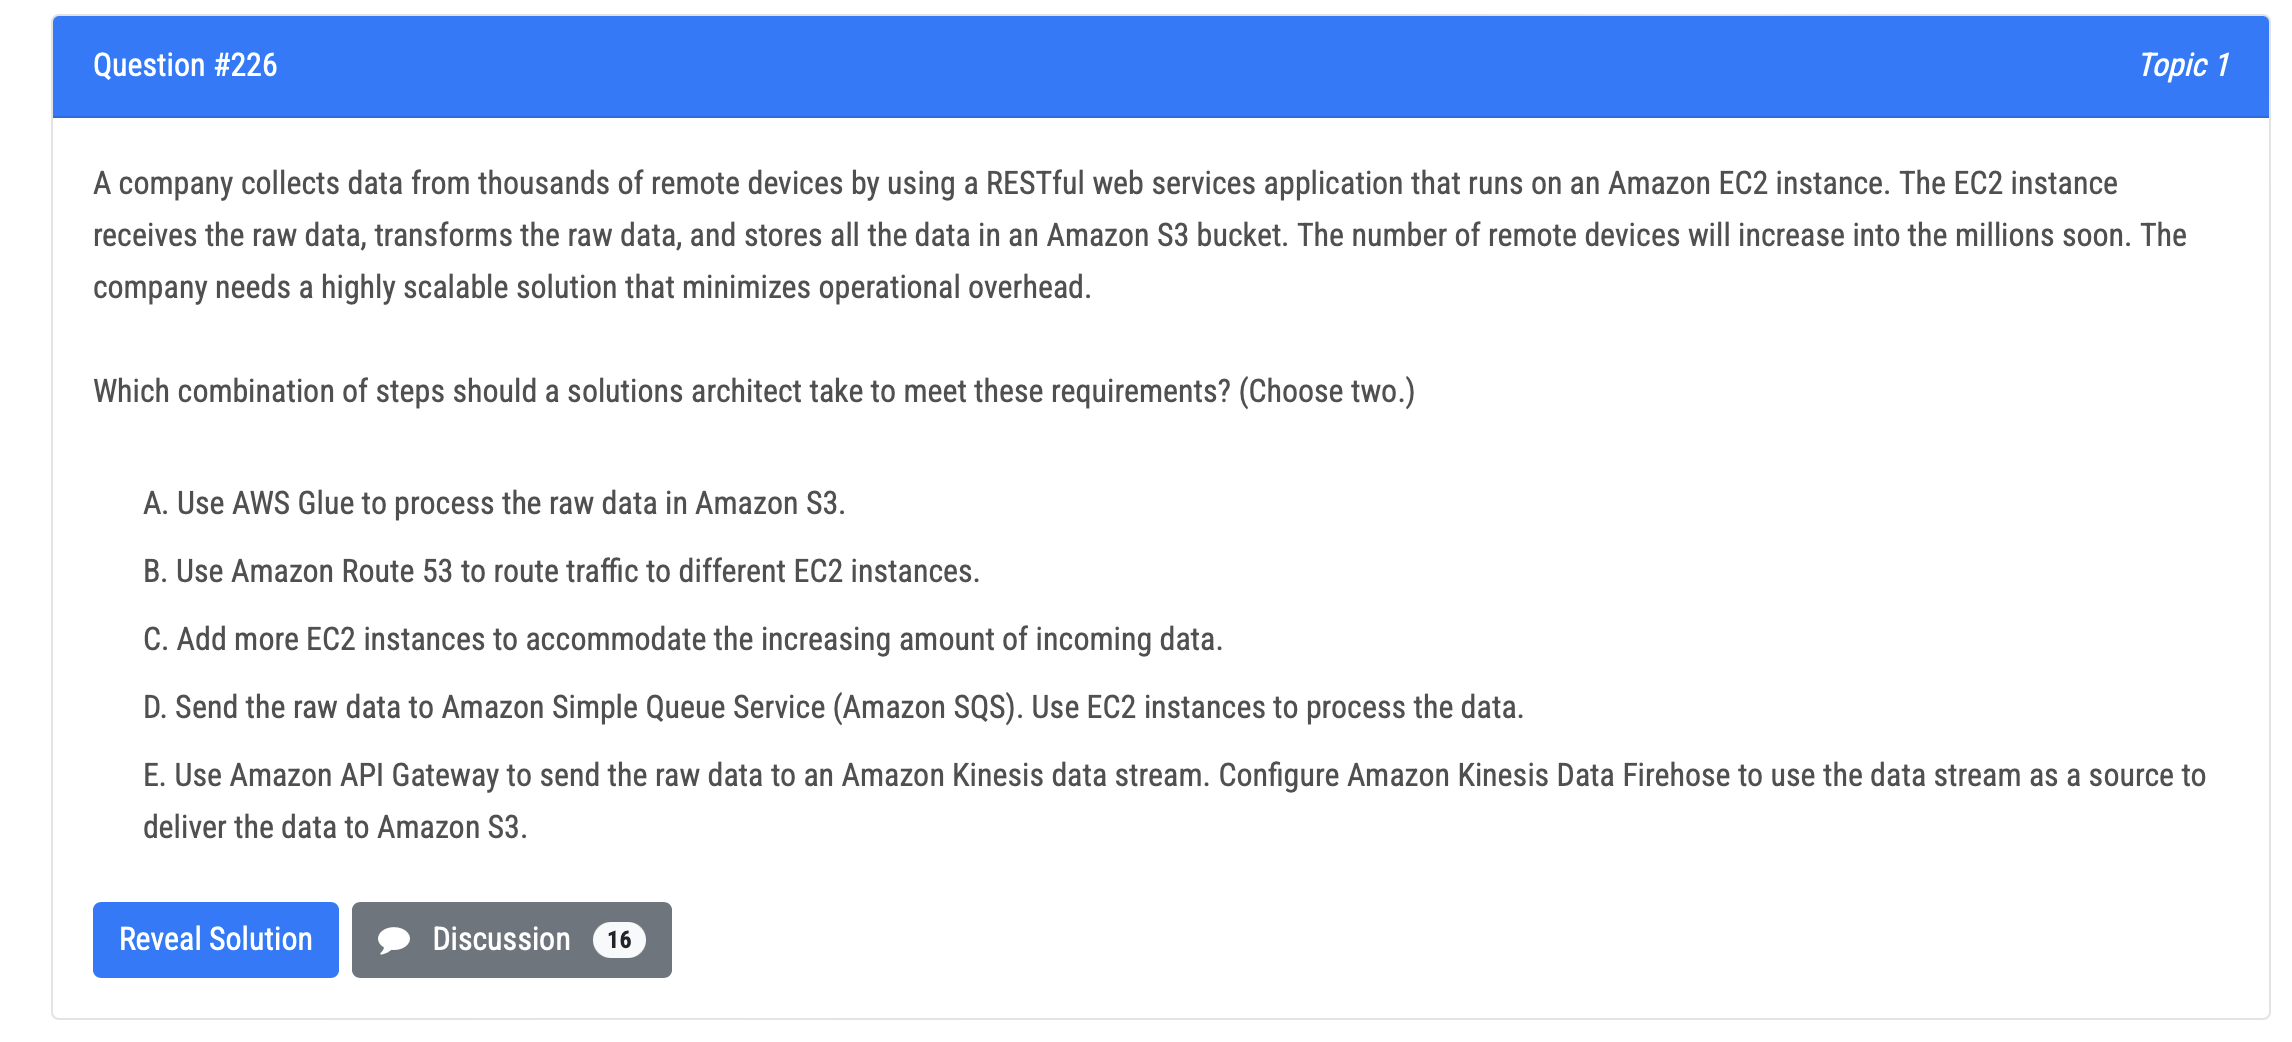 Question #226
Topic 1
A company collects data from thousands of remote devices by using a RESTful web services application that runs on an Amazon EC2 instance. The EC2 instance
receives the raw data, transforms the raw data, and stores all the data in an Amazon S3 bucket. The number of remote devices will increase into the millions soon. The
company needs a highly scalable solution that minimizes operational overhead.
Which combination of steps should a solutions architect take to meet these requirements? (Choose two.)
A. Use AWS Glue to process the raw data in Amazon S3.
B. Use Amazon Route 53 to route traffic to different EC2 instances.
C. Add more EC2 instances to accommodate the increasing amount of incoming data.
D. Send the raw data to Amazon Simple Queue Service (Amazon SQS). Use EC2 instances to process the data.
E. Use Amazon API Gateway to send the raw data to an Amazon Kinesis data stream. Configure Amazon Kinesis Data Firehose to use the data stream as a source to
deliver the data to Amazon S3.
Reveal Solution
Discussion 16